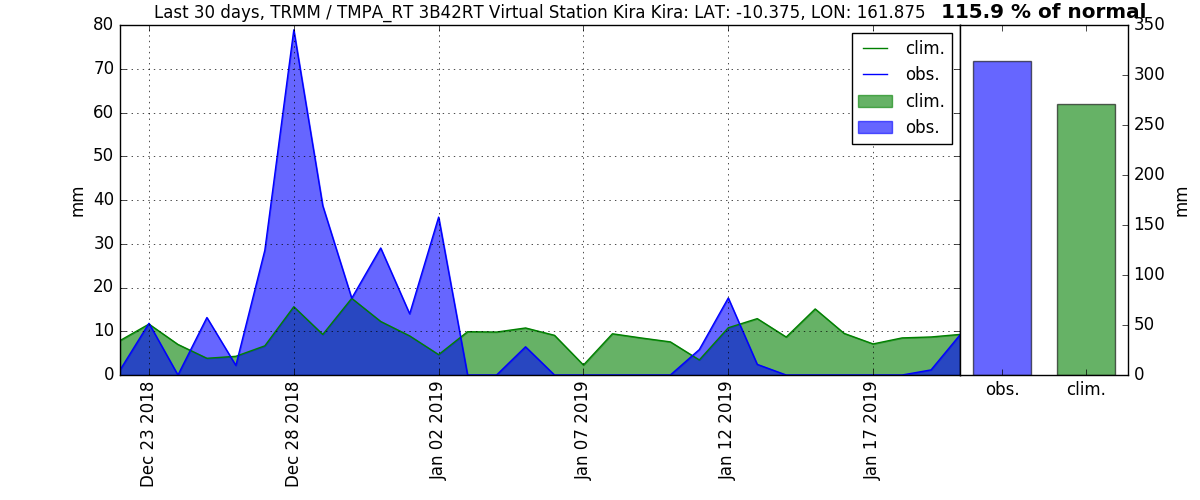 Last 30 days, TRMM / TMPA_RT 3B42RT Virtual Station Kira Kira: LAT: -10.375, LON: 161.875 115.9 % of normal
80
70
60
50
40
30
20
10
0
mm
clim.
obs.
clim.
obs.
Dec 23 2018
Dec 28 2018
Jan 02 2019
Jan 07 2019
Jan 12 2019
Jan 17 2019
350
300
250
200
150
100
50
0
mm
obs.
clim.